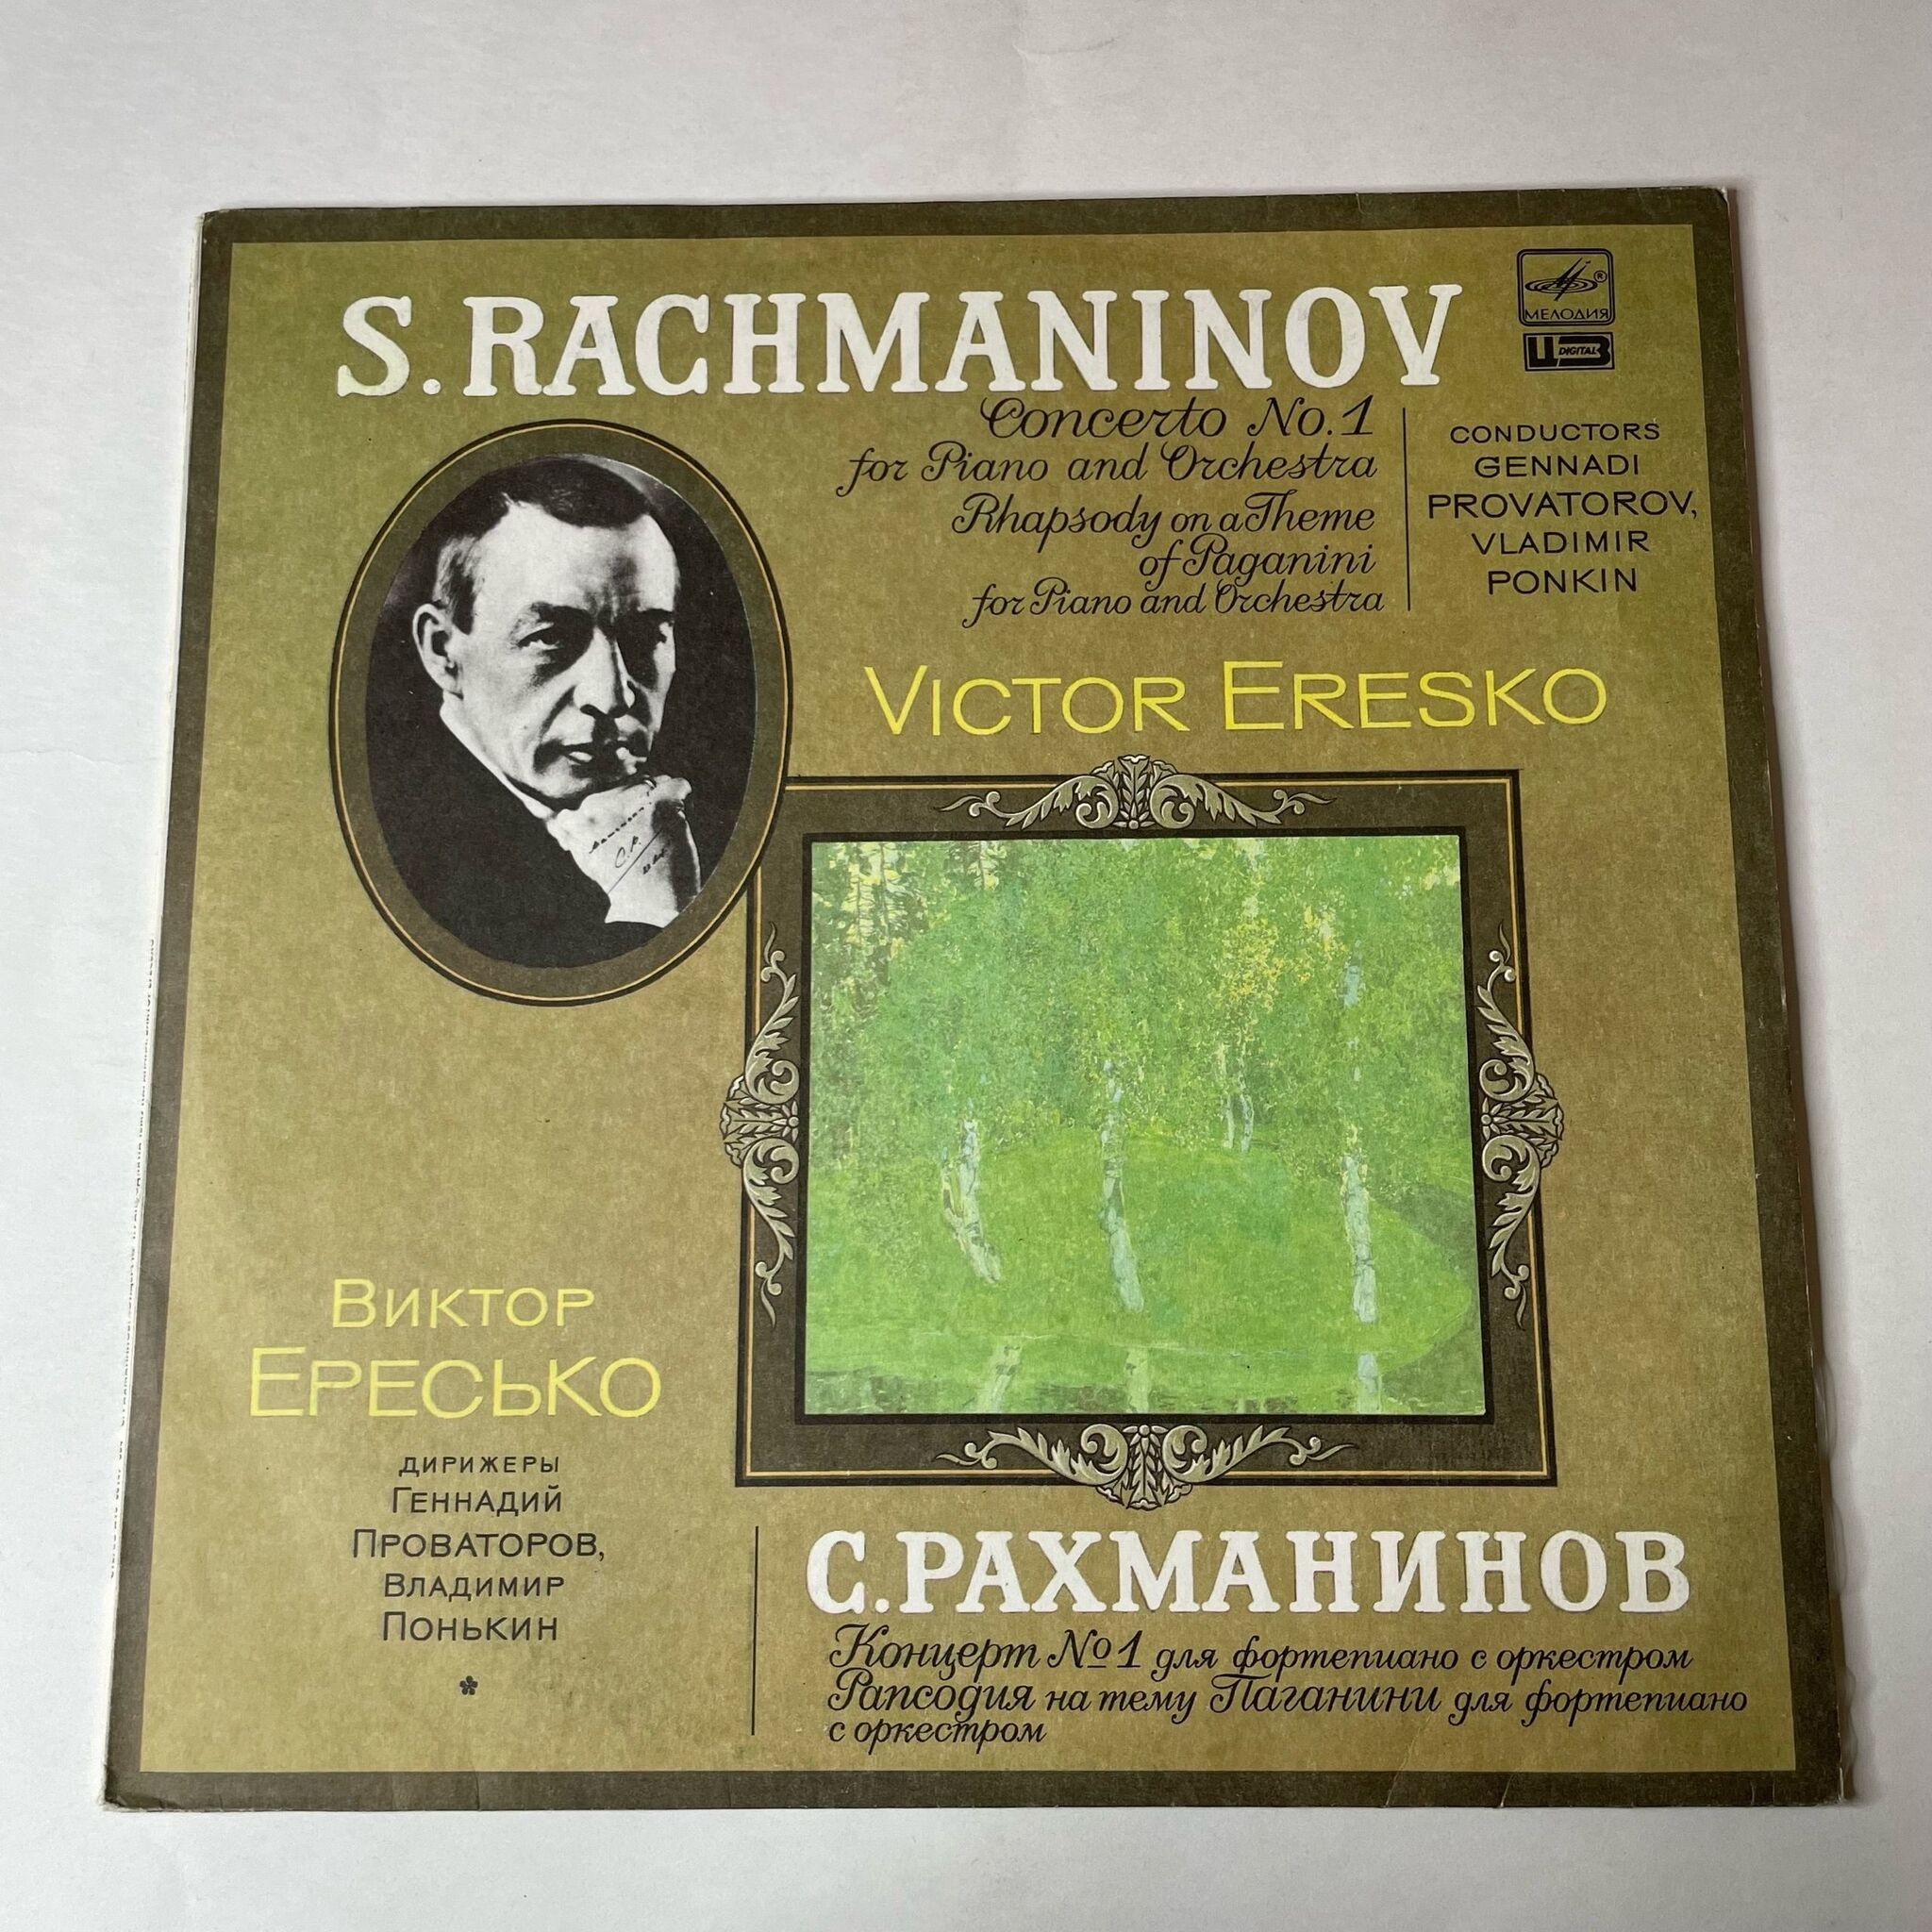 S. RACHMANINOV
МЕЛОДИЯ
DIGITAL
Concerto No.1
for Piano and Orchestra
Rhapsody on a Theme
of Paganini
for Piano and Orchestra
CONDUCTORS
GENNADI
PROVATOROV,
VLADIMIR
PONKIN
VICTOR ERESKO
ВИКТОР
ЕРЕСЬКО
ДИРИЖЕРЫ
ГЕННАДИЙ
ПРОВАТОРОВ,
ВЛАДИМИР
ПОНЬКИН
С. РАХМАНИНОВ
Концерт №1 для фортепиано с оркестром
Рапсодия на тему Паганини для фортепиано
с оркестром